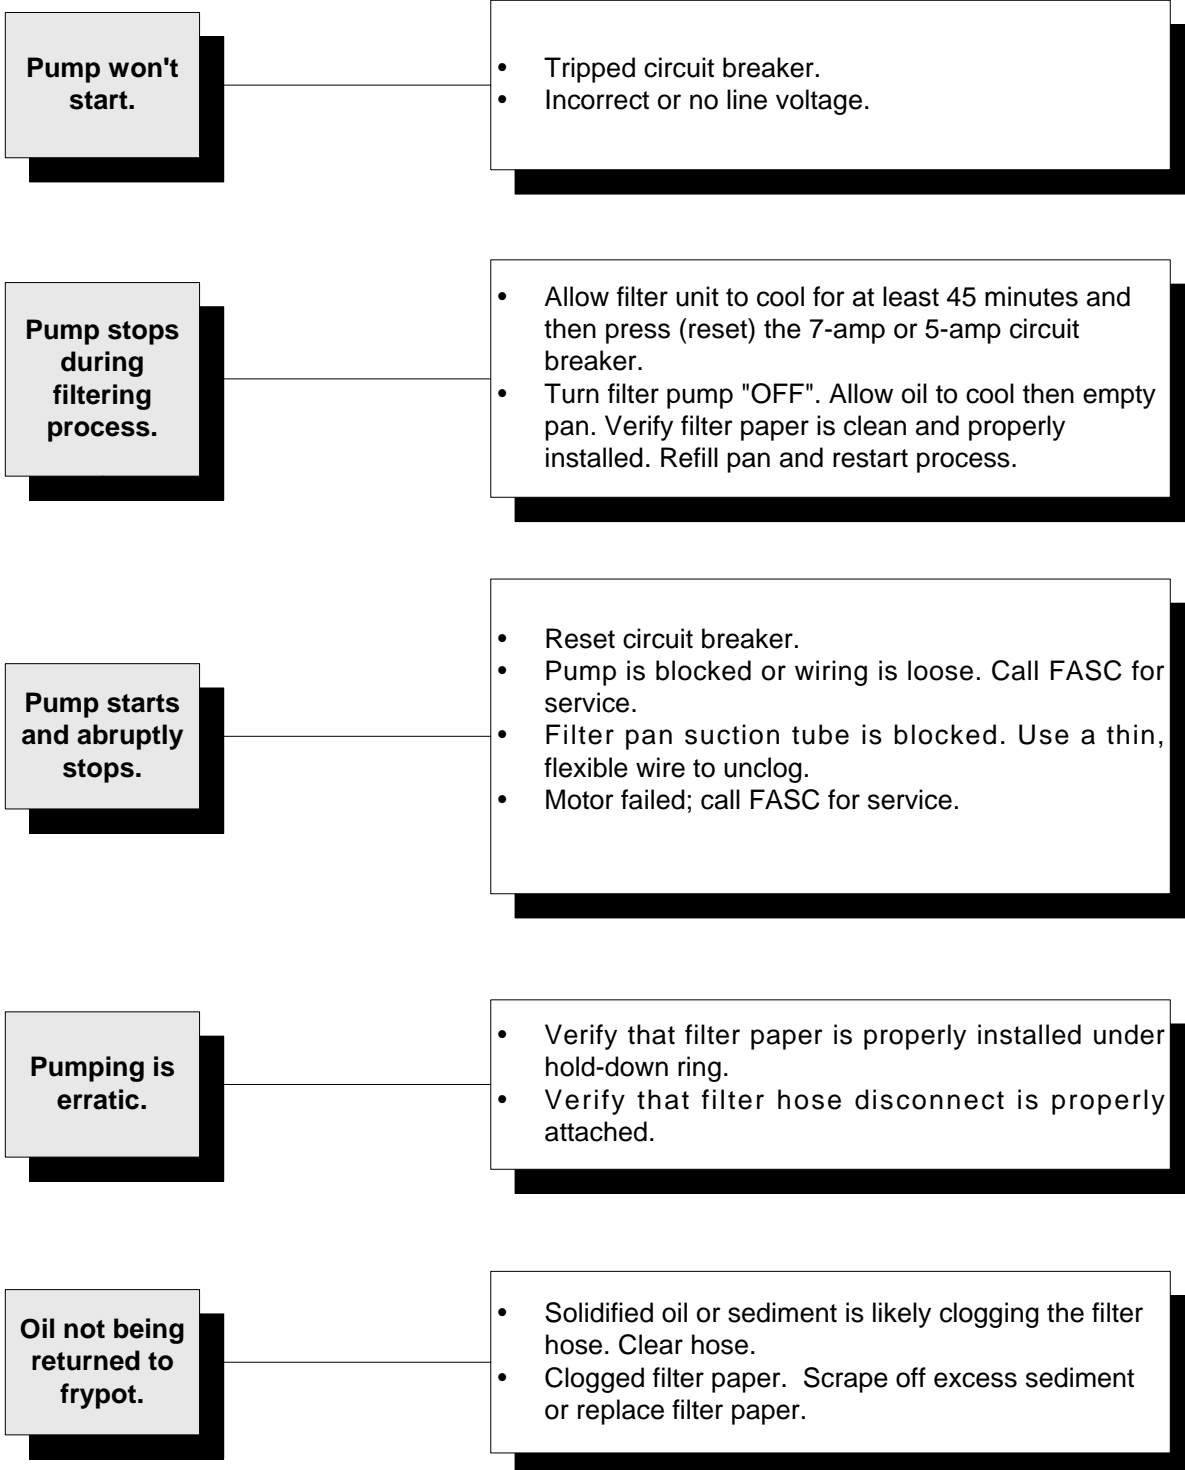 Pump won't
start.
• Tripped circuit breaker.
• Incorrect or no line voltage.
Pump stops
during
filtering
process.
• Allow filter unit to cool for at least 45 minutes and
then press (reset) the 7-amp or 5-amp circuit
breaker.
• Turn filter pump "OFF". Allow oil to cool then empty
pan. Verify filter paper is clean and properly
installed. Refill pan and restart process.
Pump starts
and abruptly
stops.
• Reset circuit breaker.
• Pump is blocked or wiring is loose. Call FASC for
service.
• Filter pan suction tube is blocked. Use a thin,
flexible wire to unclog.
• Motor failed; call FASC for service.
Pumping is
erratic.
• Verify that filter paper is properly installed under
hold-down ring.
• Verify that filter hose disconnect is properly
attached.
Oil not being
returned to
frypot.
• Solidified oil or sediment is likely clogging the filter
hose. Clear hose.
• Clogged filter paper.  Scrape off excess sediment
or replace filter paper.